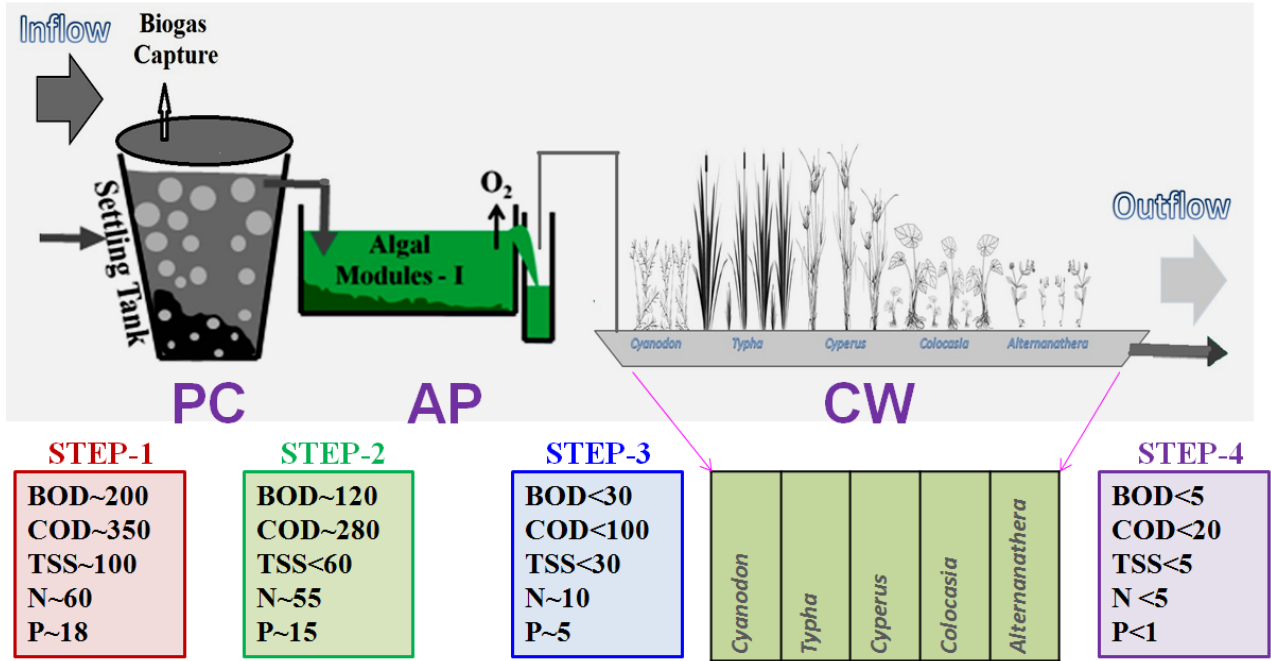 Inflow
Biogas
Capture
Settling Tank
O2
Algal
Modules - I
Outflow
Cyanodon
Typha
Cyperus
Colocasia
Alternanathera
PC
AP
CW
STEP-1
BOD~200
COD~350
TSS~100
N~60
P~18
STEP-2
BOD~120
COD~280
TSS<60
N~55
P~15
STEP-3
BOD<30
COD<100
TSS<30
N~10
P~5
Cyanodon
Typha
Cyperus
Colocasia
Alternanathera
STEP-4
BOD<5
COD<20
TSS<5
N <5
P<1